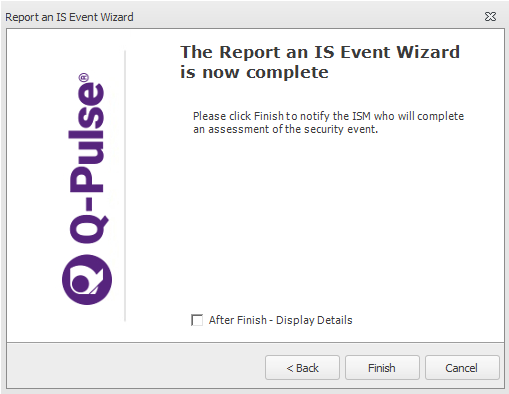 Report an IS Event Wizard
The Report an IS Event Wizard
is now complete
Please click Finish to notify the ISM who will complete
an assessment of the security event.
Q-Pulse®
After Finish - Display Details
< Back
Finish
Cancel